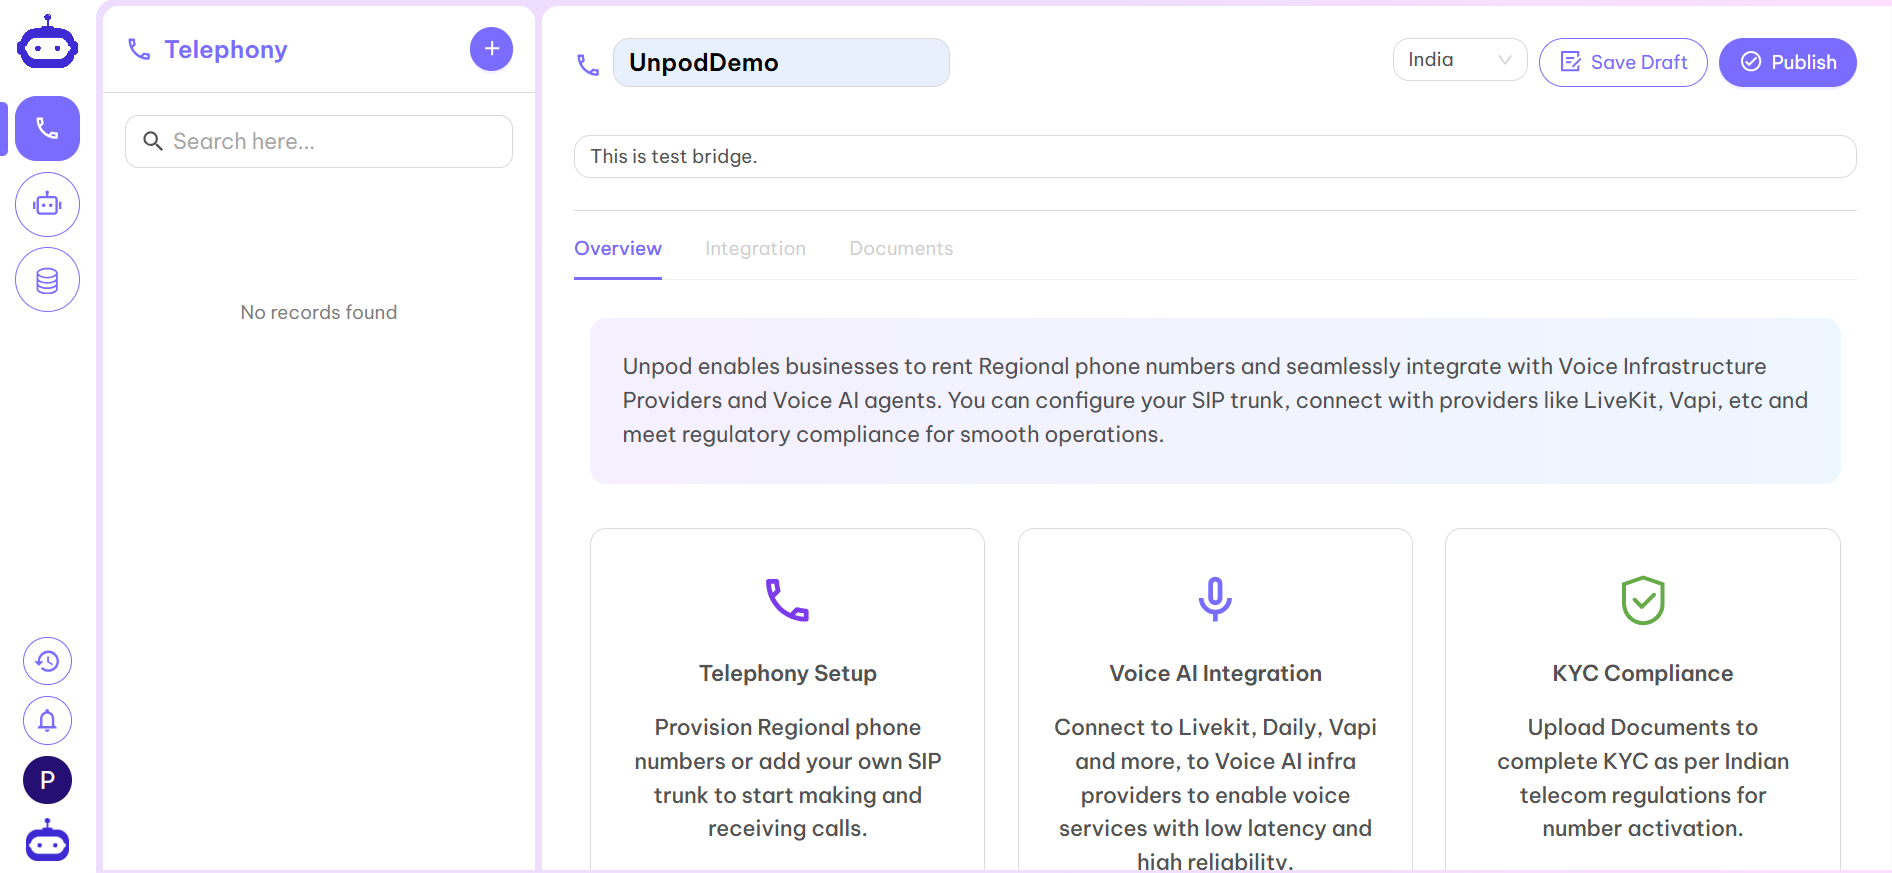 Telephony
Search here...
No records found
P
UnpodDemo
India
Save Draft
Publish
This is test bridge.
Overview
Integration
Documents
Unpod enables businesses to rent Regional phone numbers and seamlessly integrate with Voice Infrastructure
Providers and Voice AI agents. You can configure your SIP trunk, connect with providers like LiveKit, Vapi, etc and
meet regulatory compliance for smooth operations.
Telephony Setup
Provision Regional phone
numbers or add your own SIP
trunk to start making and
receiving calls.
Voice AI Integration
Connect to Livekit, Daily, Vapi
and more, to Voice AI infra
providers to enable voice
services with low latency and
high reliability.
KYC Compliance
Upload Documents to
complete KYC as per Indian
telecom regulations for
number activation.